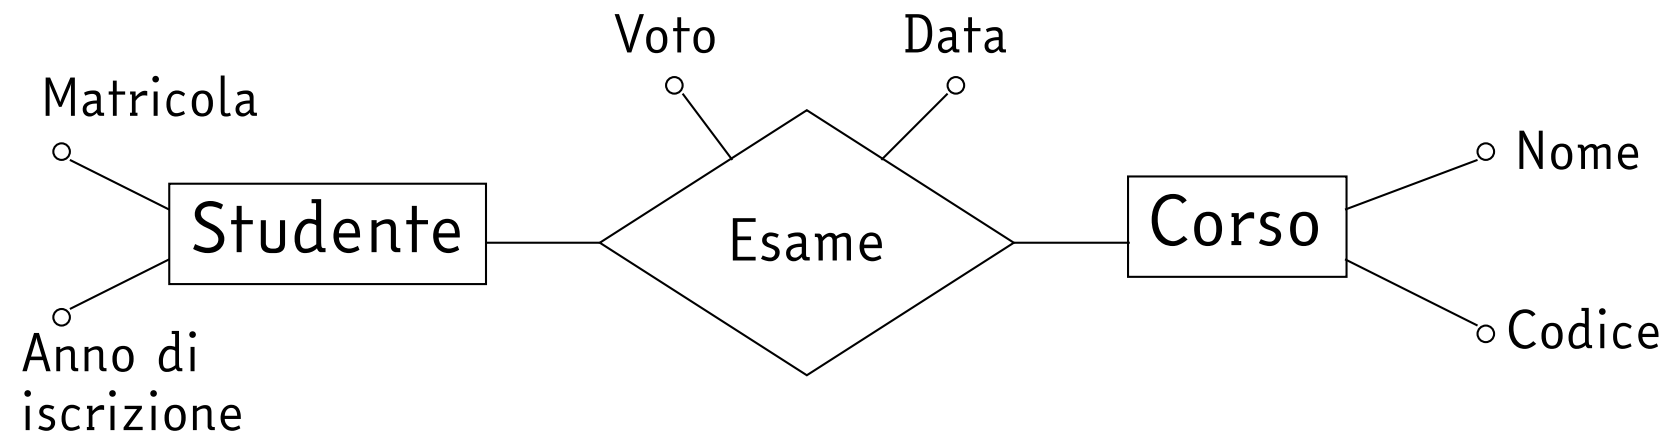 Voto
Data
Matricola
Nome
Studente
Esame
Corso
Codice
Anno di
iscrizione